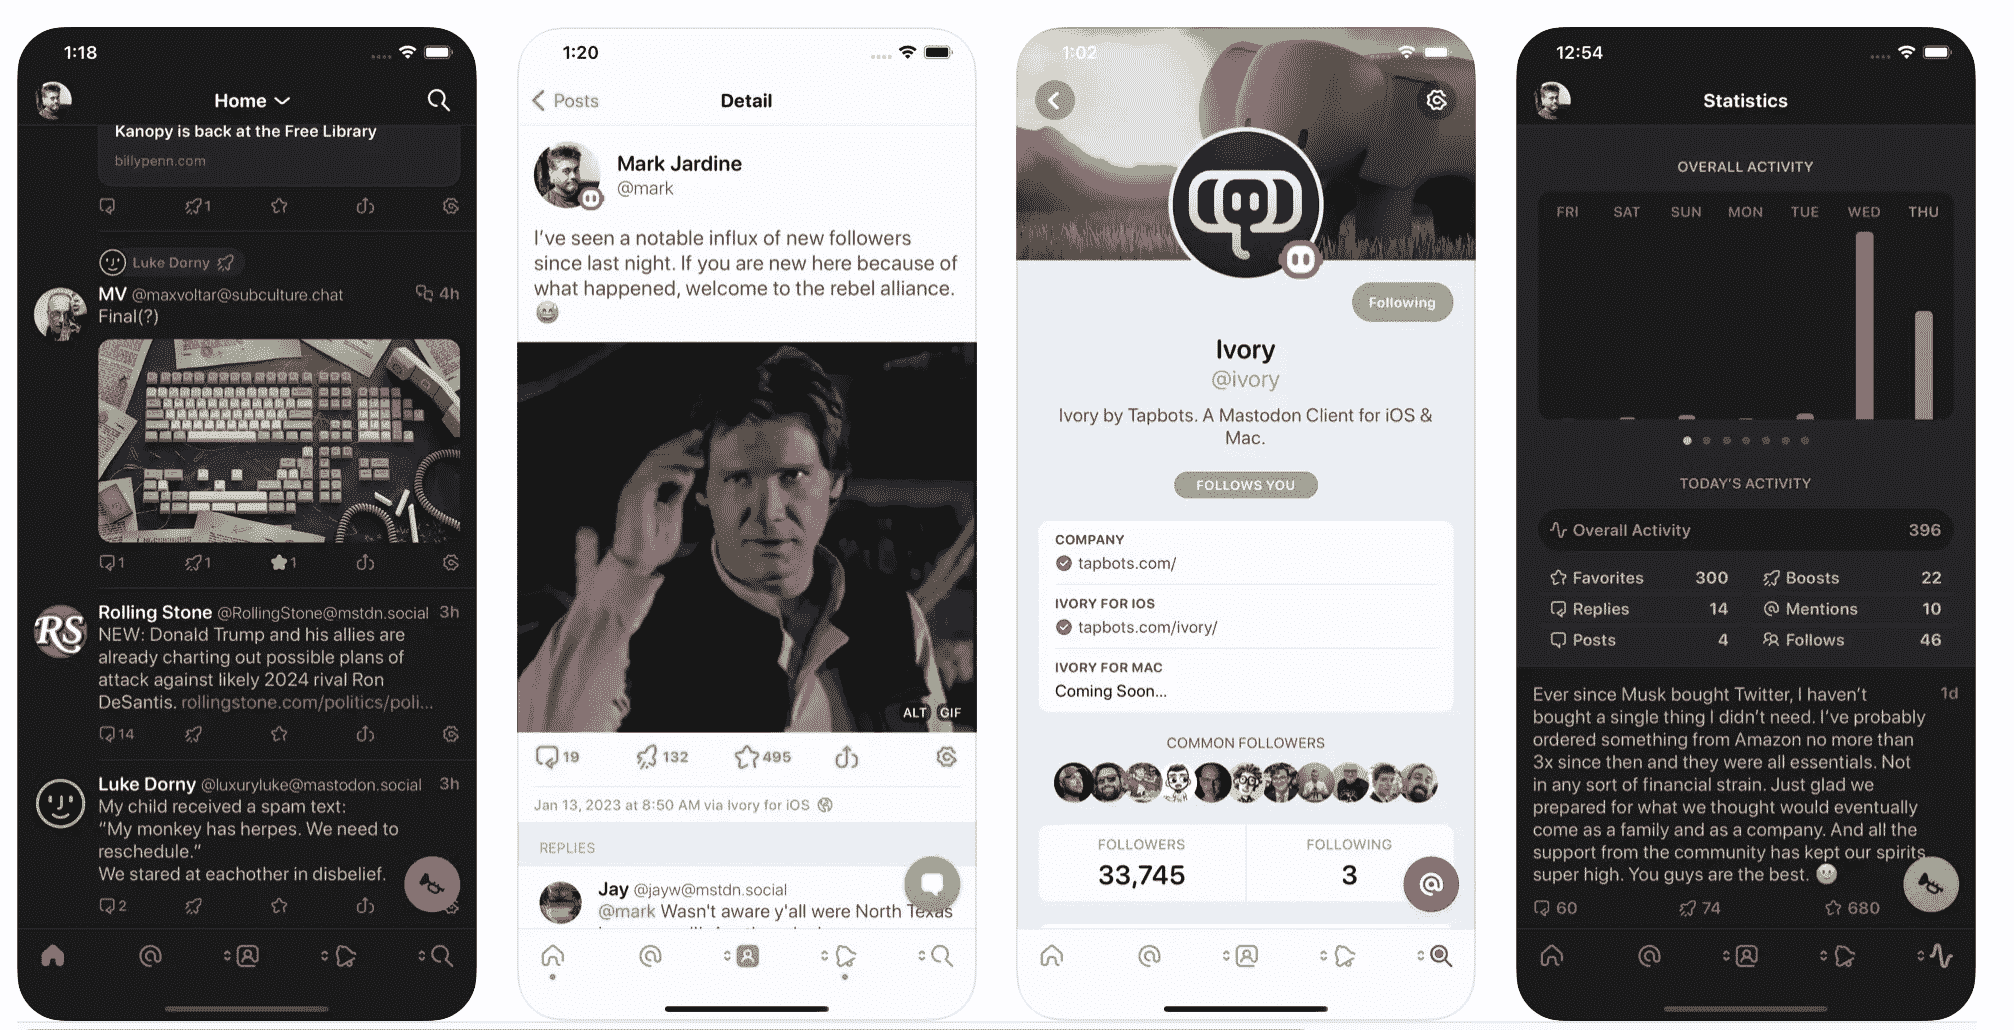 1:18
Home
Kanopy is back at the Free Library
billypenn.com
1
Luke Dorny
MV @maxvoltar@subculture.chat 4h
Final(?)
1 1 1
Rolling Stone @RollingStone@mstdn.social 3h
NEW: Donald Trump and his allies are
already charting out possible plans of
attack against likely 2024 rival Ron
DeSantis. rollingstone.com/politics/poli...
14
Luke Dorny @luxuryluke@mastodon.social 3h
My child received a spam text:
“My monkey has herpes. We need to
reschedule.”
We stared at eachother in disbelief.
2
1:20
Posts Detail
Mark Jardine
@mark
I’ve seen a notable influx of new followers
since last night. If you are new here because of
what happened, welcome to the rebel alliance.
ALT GIF
19 132 495
Jan 13, 2023 at 8:50 AM via Ivory for iOS
REPLIES
Jay @jayw@mstdn.social
@mark Wasn't aware y'all were North Texas
1:02
Following
Ivory
@ivory
Ivory by Tapbots. A Mastodon Client for iOS &
Mac.
FOLLOWS YOU
COMPANY
tapbots.com/
IVORY FOR IOS
tapbots.com/ivory/
IVORY FOR MAC
Coming Soon...
COMMON FOLLOWERS
FOLLOWERS FOLLOWING
33,745 3
12:54
Statistics
OVERALL ACTIVITY
FRI SAT SUN MON TUE WED THU
TODAY’S ACTIVITY
Overall Activity 396
Favorites 300 Boosts 22
Replies 14 Mentions 10
Posts 4 Follows 46
Ever since Musk bought Twitter, I haven’t 1d
bought a single thing I didn’t need. I’ve probably
ordered something from Amazon no more than
3x since then and they were all essentials. Not
in any sort of financial strain. Just glad we
prepared for what we thought would eventually
come as a family and as a company. And all the
support from the community has kept our spirits
super high. You guys are the best.
60 74 680